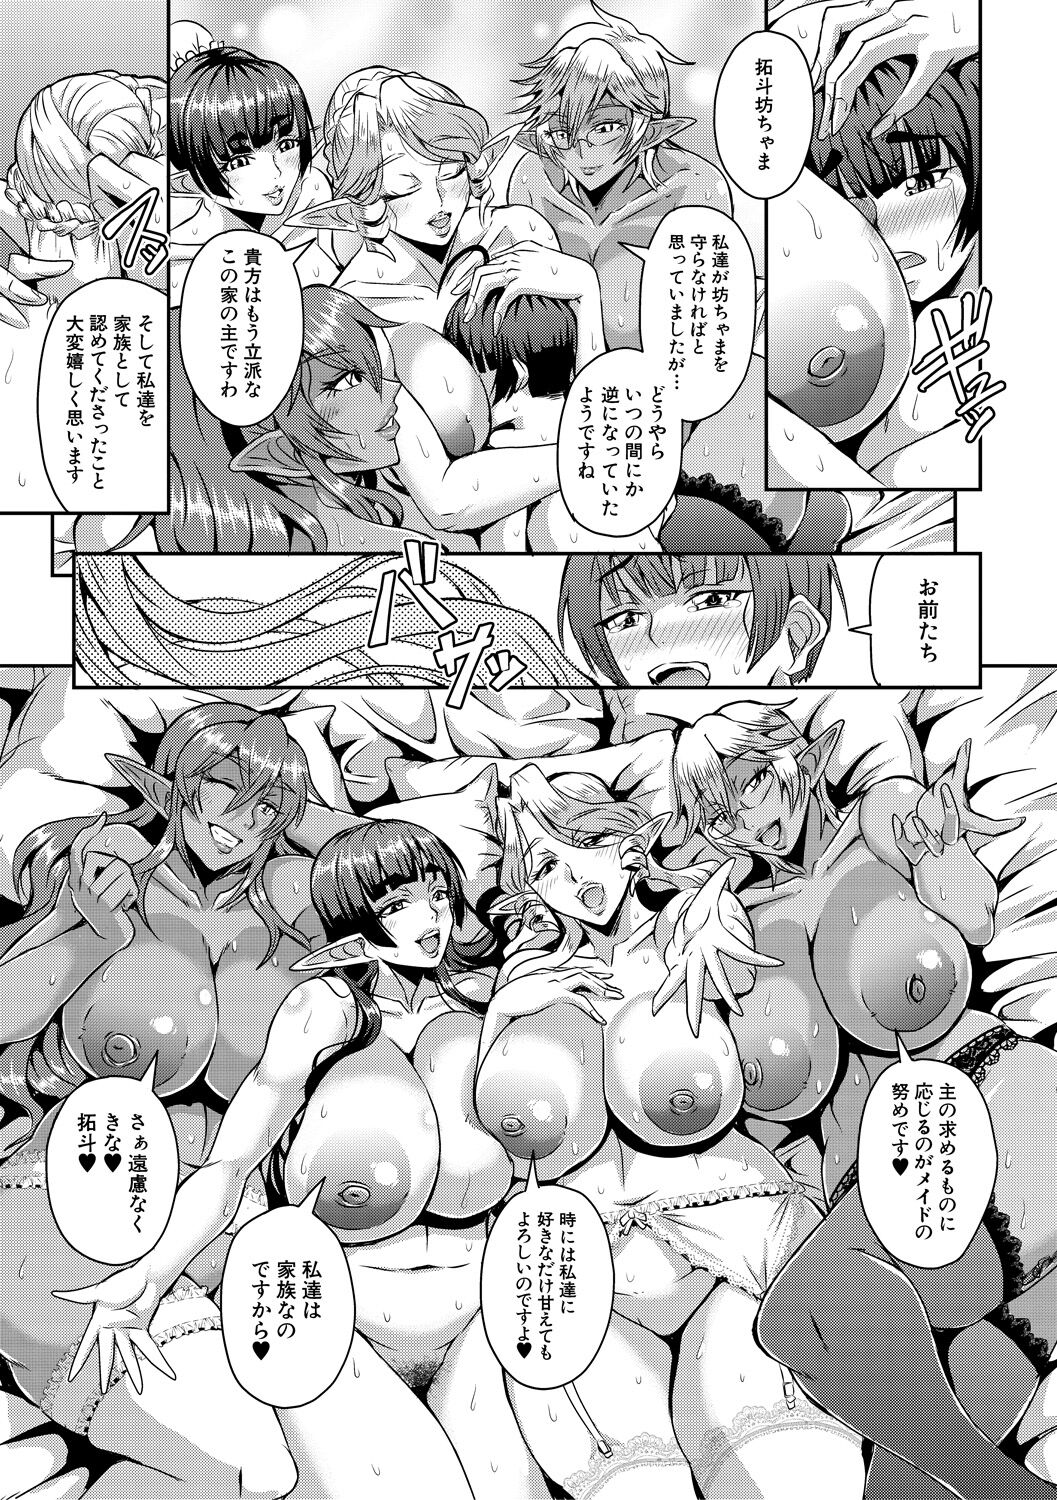 拓斗坊ちゃま
ギュッ
私達が坊ちゃまを
守らなければと
思っていましたが…
どうやら
いつの間にか
逆になっていた
ようですね
貴方はもう立派な
この家の主ですわ
そして私達を
家族として
認めてくださったこと
大変嬉しく思います
お前たち
バサッ
主の求めるものに
応じるのがメイドの
努めです♥
時には私達に
好きなだけ甘えても
よろしいのですよ♥
私達は
家族なの
ですから♥
さぁ遠慮なく
きな♥
拓斗♥